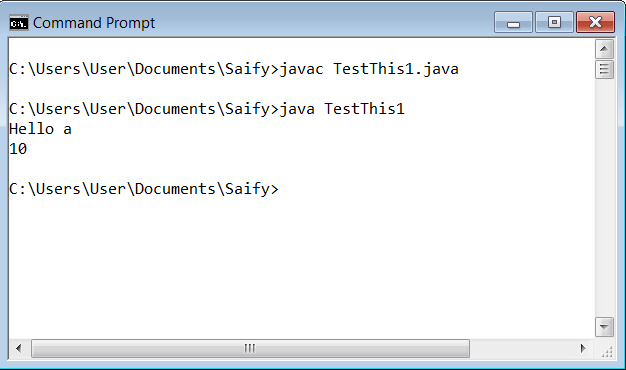 Command Prompt
C:\Users\User\Documents\Saify>javac TestThis1.java
C:\Users\User\Documents\Saify>java TestThis1
Hello a
10
C:\Users\User\Documents\Saify>